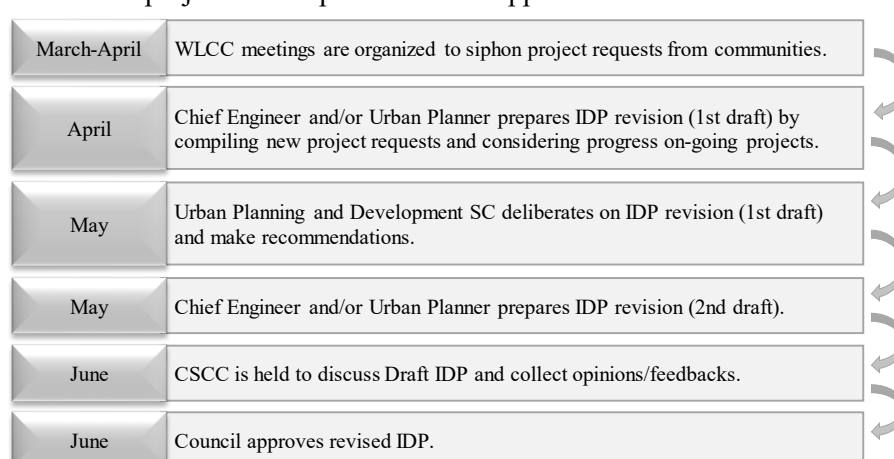 March-April
WLCC meetings are organized to siphon project requests from communities.
April
Chief Engineer and/or Urban Planner prepares IDP revision (1st draft) by
compiling new project requests and considering progress on-going projects.
May
Urban Planning and Development SC deliberates on IDP revision (1st draft)
and make recommendations.
May
Chief Engineer and/or Urban Planner prepares IDP revision (2nd draft).
June
CSCC is held to discuss Draft IDP and collect opinions/feedbacks.
June
Council approves revised IDP.